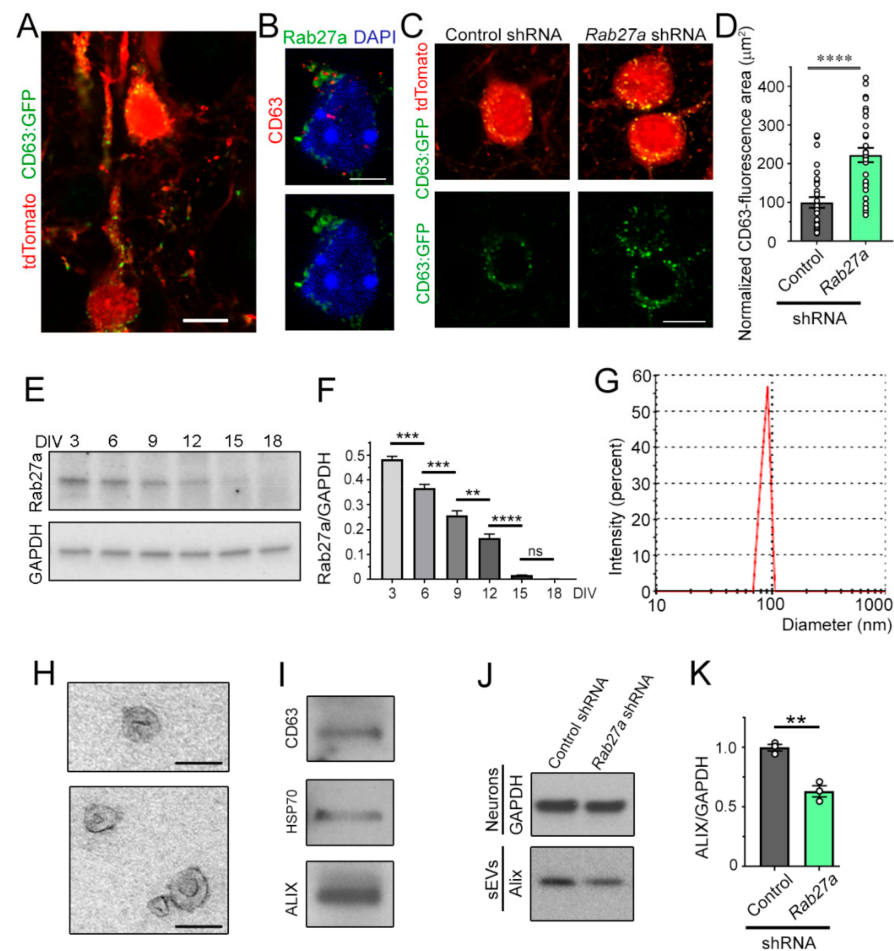 A
tdTomato CD63:GFP
B
Rab27a DAPI
CD63
C
Control shRNA Rab27a shRNA
CD63:GFP tdTomato
CD63:GFP
D
Normalized CD63-fluorescence area (µm²)
****
400
300
200
100
0
Control
Rab27a
shRNA
E
DIV 3 6 9 12 15 18
Rab27a
GAPDH
F
Rab27a/GAPDH
***
***
**
****
ns
0.5
0.4
0.3
0.2
0.1
0
3 6 9 12 15 18 DIV
G
Intensity (percent)
60
50
40
30
20
10
0
10 100 1000
Diameter (nm)
H
I
CD63
HSP70
ALIX
J
Control shRNA
Rab27a shRNA
Neurons
GAPDH
sEVs
Alix
K
ALIX/GAPDH
**
1.0
0.5
0
Control
Rab27a
shRNA